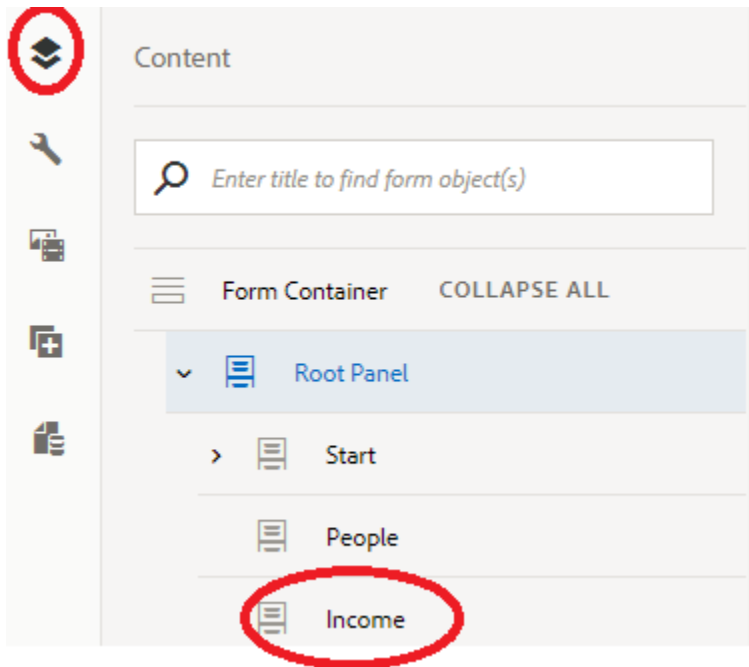 Content
Enter title to find form object(s)
Form Container COLLAPSE ALL
Root Panel
Start
People
Income